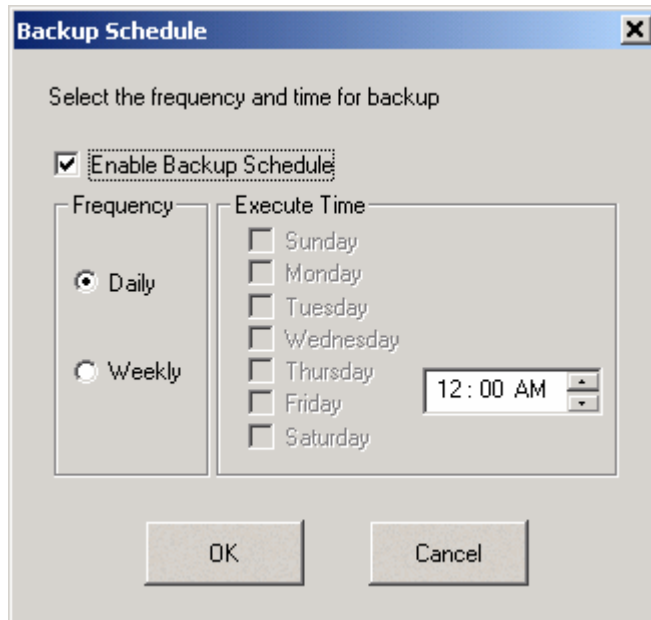 Backup Schedule
Select the frequency and time for backup
Enable Backup Schedule
Frequency
Daily
Weekly
Execute Time
Sunday
Monday
Tuesday
Wednesday
Thursday
Friday
Saturday
12 : 00 AM
OK
Cancel